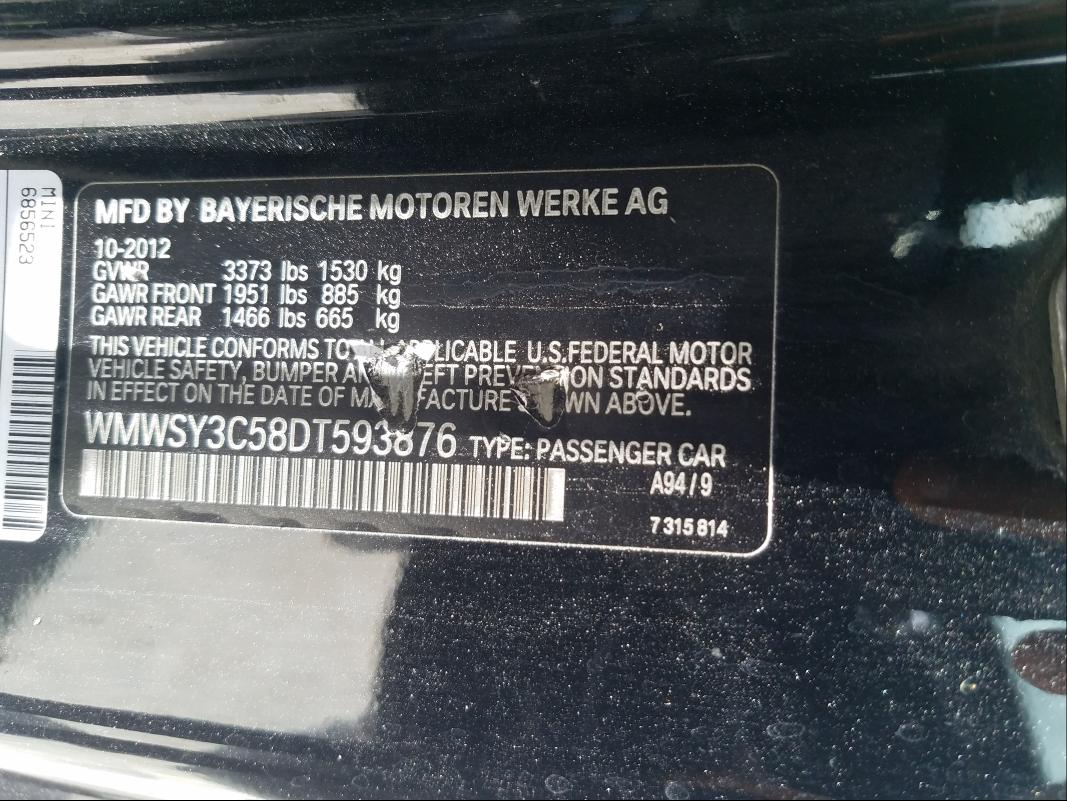 MINI
6856523
MFD BY BAYERISCHE MOTOREN WERKE AG
10-2012
GVWR 3373 lbs 1530 kg
GAWR FRONT 1951 lbs 885 kg
GAWR REAR 1466 lbs 665 kg
THIS VEHICLE CONFORMS U.S.FEDERAL MOTOR
VEHICLE SAFETY, BUMPER STANDARDS
IN EFFECT ON THE DATE OF ABOVE.
WMWSY3C58DT593876 TYPE: PASSENGER CAR
A94/9
7 315 814